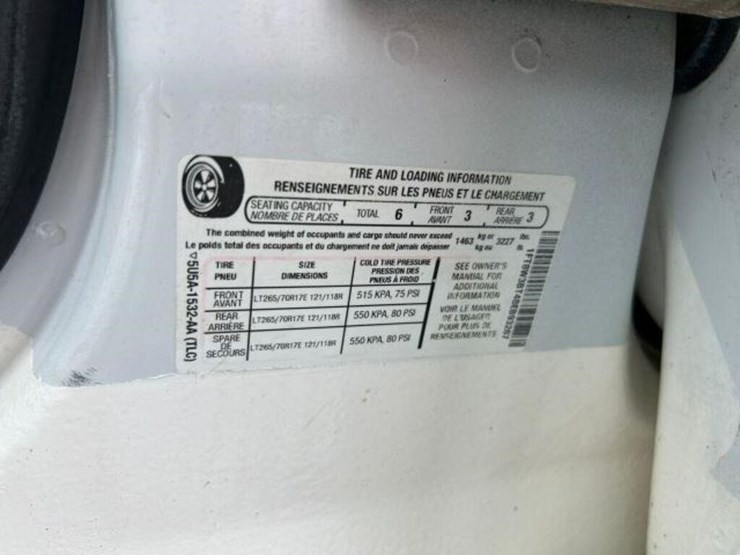 TIRE AND LOADING INFORMATION
RENSEIGNEMENTS SUR LES PNEUS ET LE CHARGEMENT
SEATING CAPACITY
NOMBRE DE PLACES
TOTAL 6
FRONT
AVANT 3
REAR
ARRIÈRE 3
The combined weight of occupants and cargo should never exceed
Le poids total des occupants et du chargement ne doit jamais dépasser
1463 kg or
kg ou 3227 lbs.
lb.
TIRE
PNEU
SIZE
DIMENSIONS
COLD TIRE PRESSURE
PRESSION DES
PNEUS À FROID
FRONT
AVANT
LT265/70R17E 121/118R
515 KPA, 75 PSI
REAR
ARRIÈRE
LT265/70R17E 121/118R
550 KPA, 80 PSI
SPARE
DE
SECOURS
LT265/70R17E 121/118R
550 KPA, 80 PSI
SEE OWNER'S
MANUAL FOR
ADDITIONAL
INFORMATION
VOIR LE MANUEL
DE L'USAGER
POUR PLUS DE
RENSEIGNEMENTS
5U5A-1532-AA (TLC)